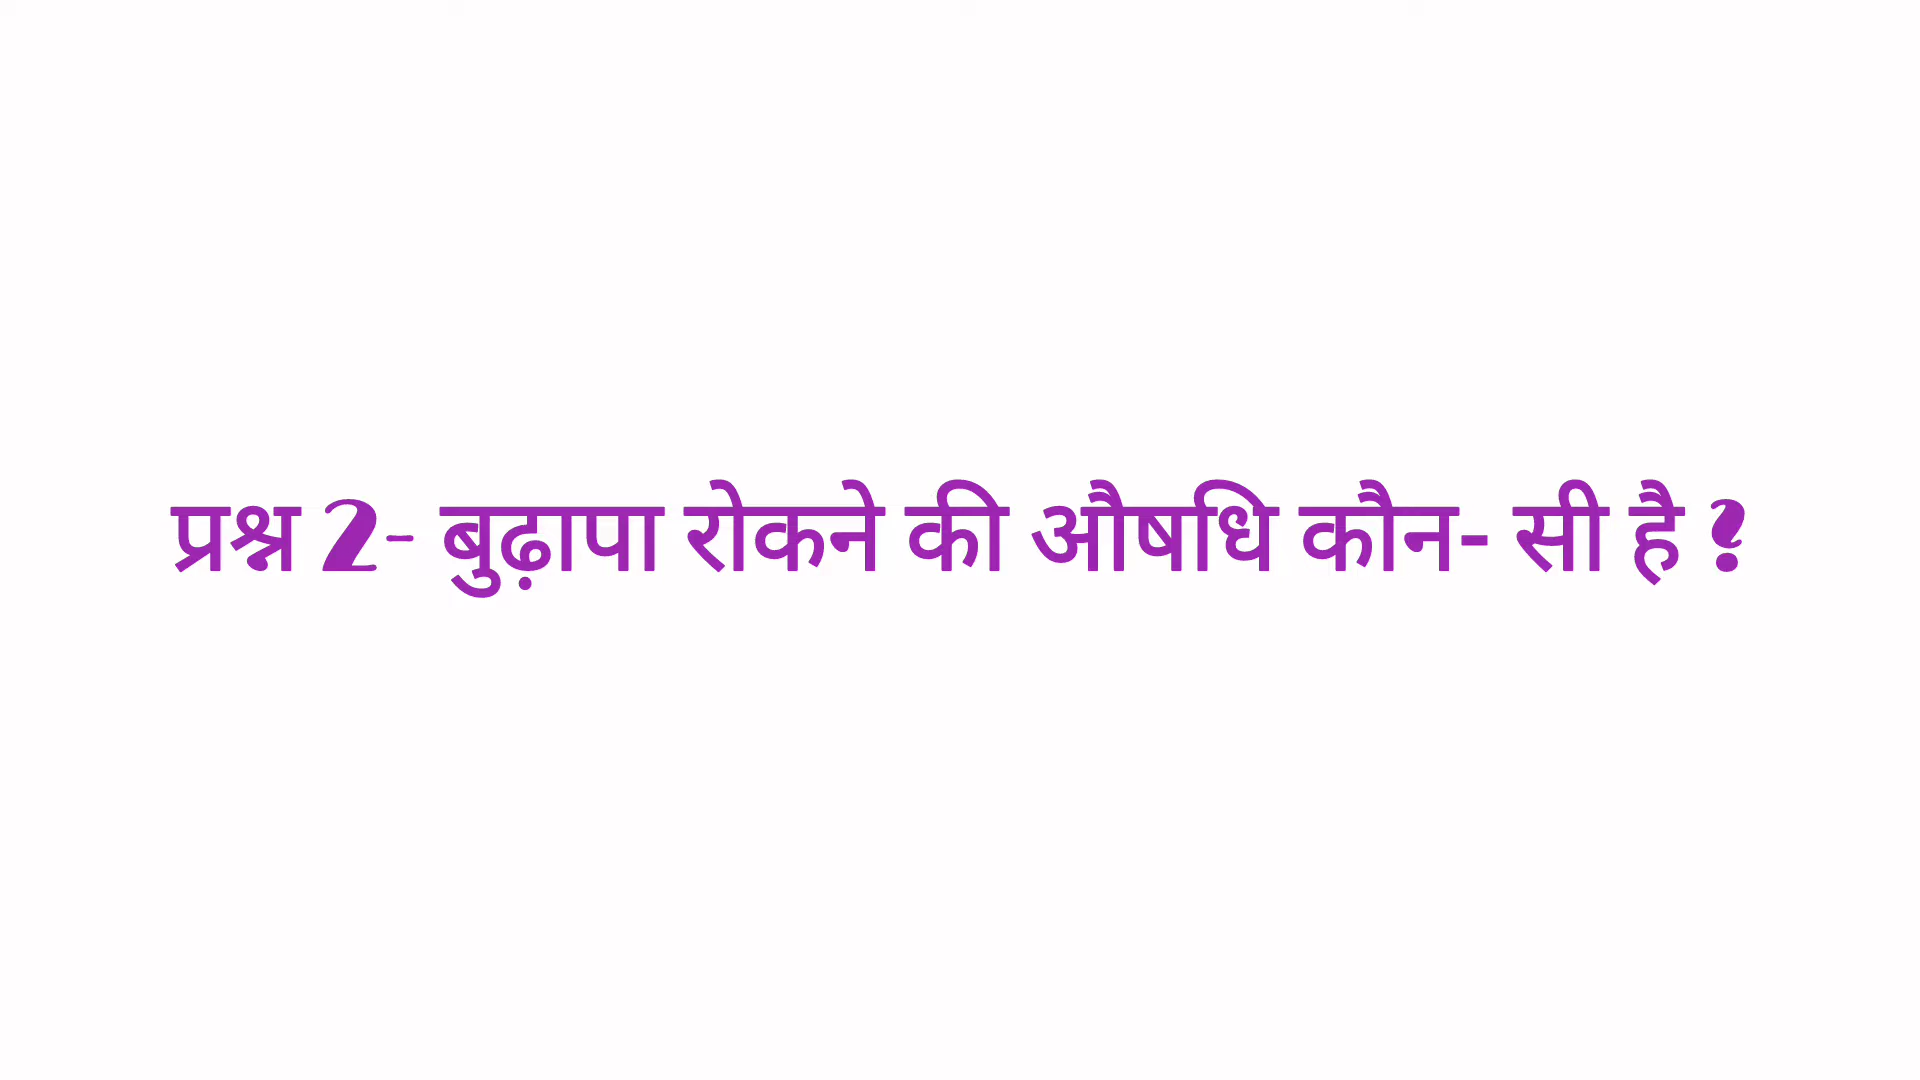 प्रश्न 2- बुढ़ापा रोकने की औषधि कौन- सी है ?